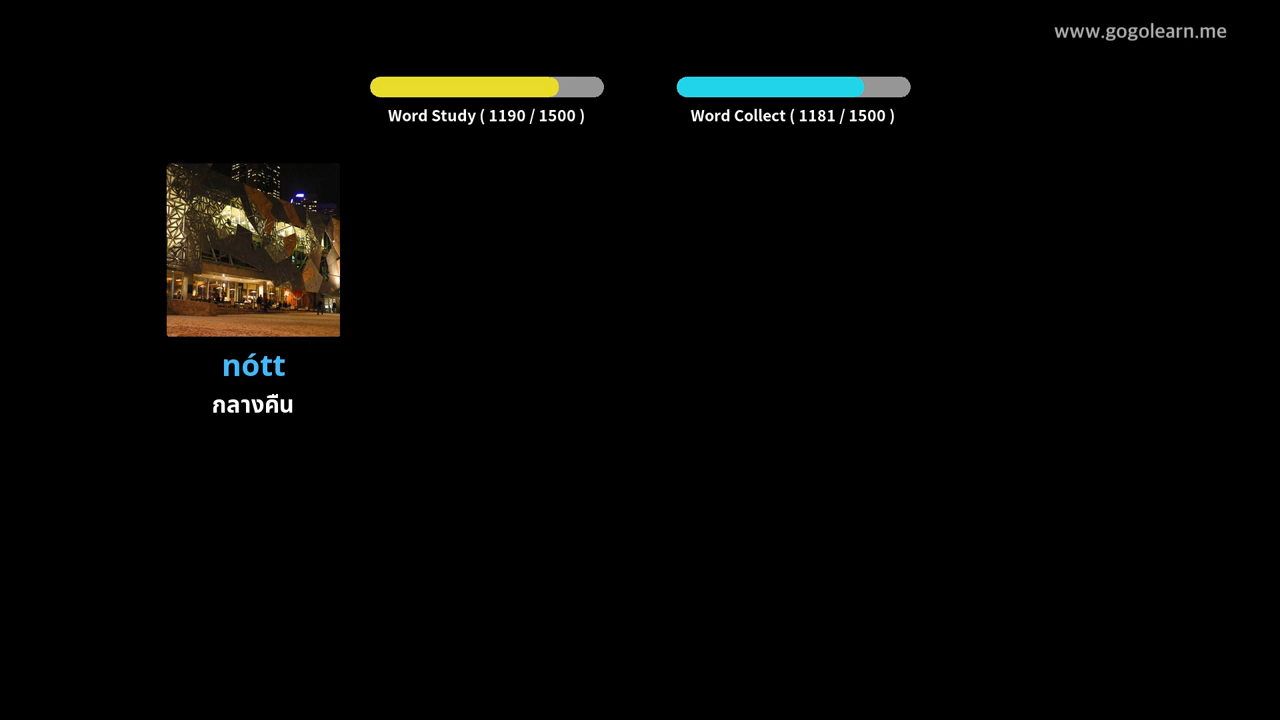 www.gogolearn.me
Word Study ( 1190 / 1500 )
Word Collect ( 1181 / 1500 )
nótt
กลางคืน